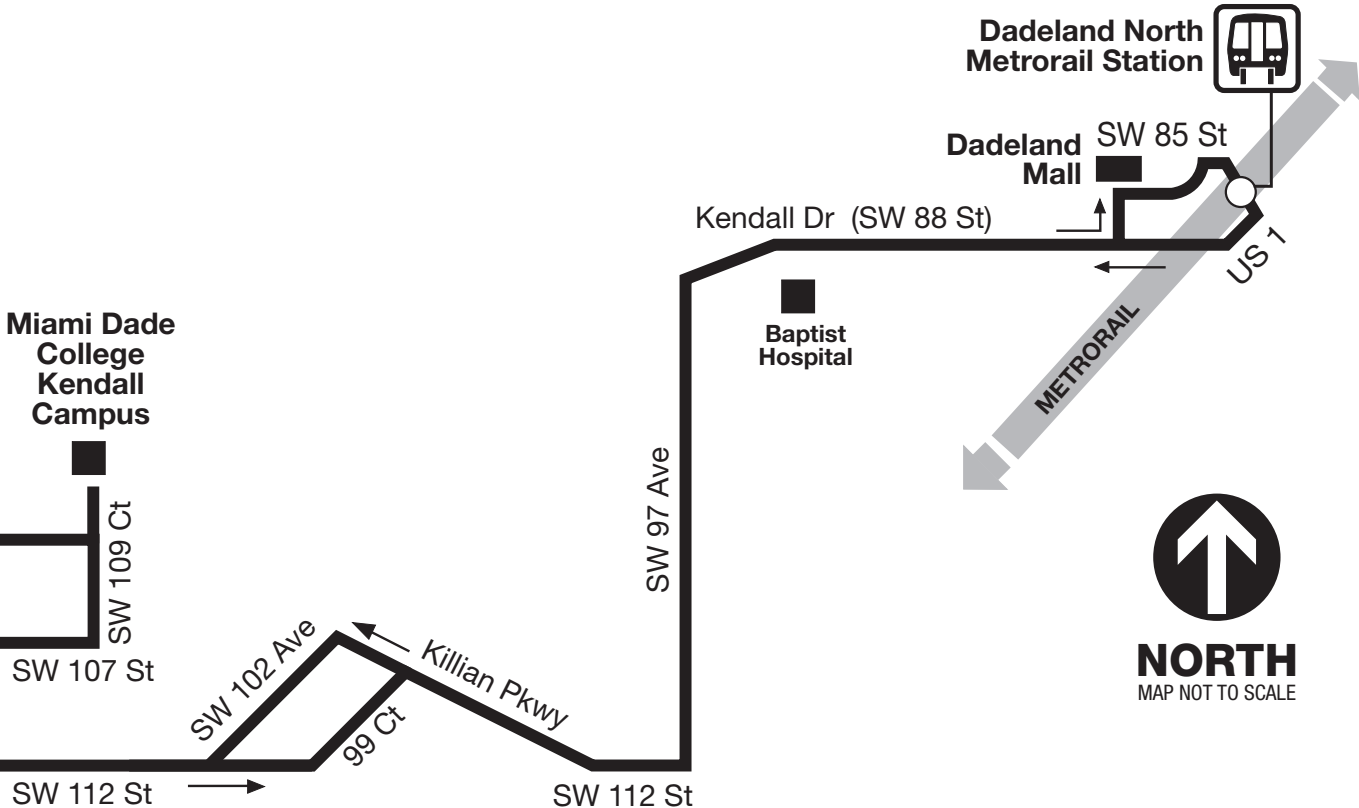 Dadeland North
Metrorail Station
Dadeland
Mall
SW 85 St
Kendall Dr (SW 88 St)
US 1
METRORAIL
Baptist
Hospital
Miami Dade
College
Kendall
Campus
SW 109 Ct
SW 107 St
SW 97 Ave
SW 102 Ave
Killian Pkwy
99 Ct
SW 112 St
SW 112 St
NORTH
MAP NOT TO SCALE